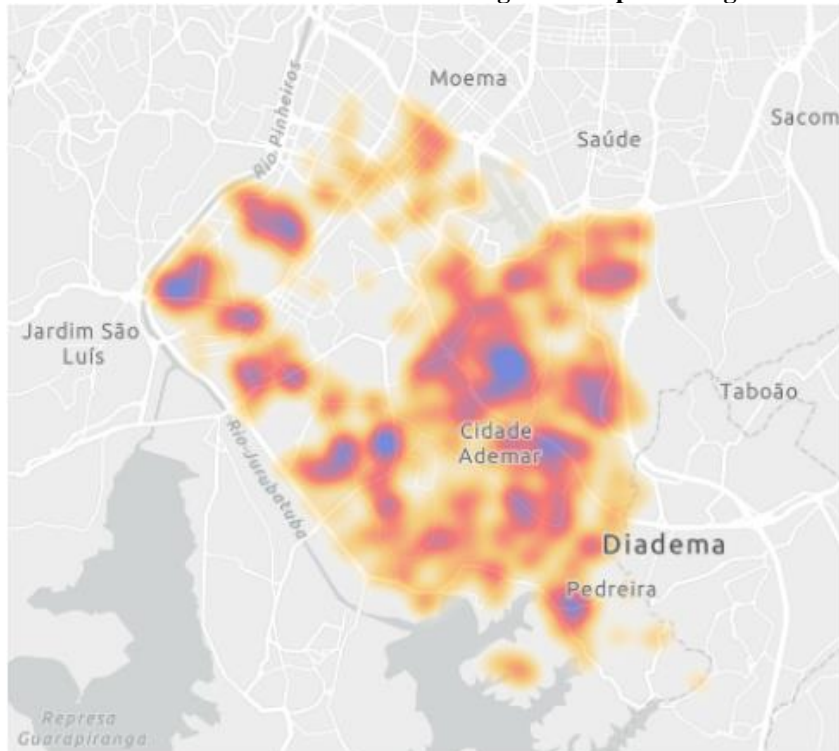 Moema
Saúde
Sacom
Rio Pinheiros
Jardim São
Luís
Taboão
Cidade
Ademar
Rio Jurubatuba
Diadema
Pedreira
Represa
Guarapiranga